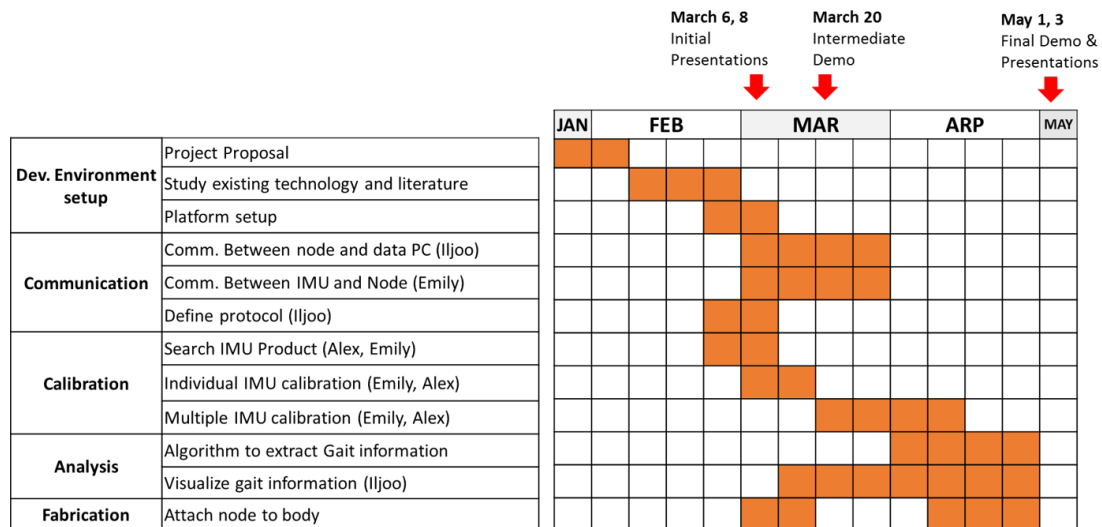 March 6, 8
Initial
Presentations
March 20
Intermediate
Demo
May 1, 3
Final Demo &
Presentations
JAN FEB MAR ARP MAY
Dev. Environment
setup
Project Proposal
Study existing technology and literature
Platform setup
Communication
Comm. Between node and data PC (Iljoo)
Comm. Between IMU and Node (Emily)
Define protocol (Iljoo)
Calibration
Search IMU Product (Alex, Emily)
Individual IMU calibration (Emily, Alex)
Multiple IMU calibration (Emily, Alex)
Analysis
Algorithm to extract Gait information
Visualize gait information (Iljoo)
Fabrication
Attach node to body